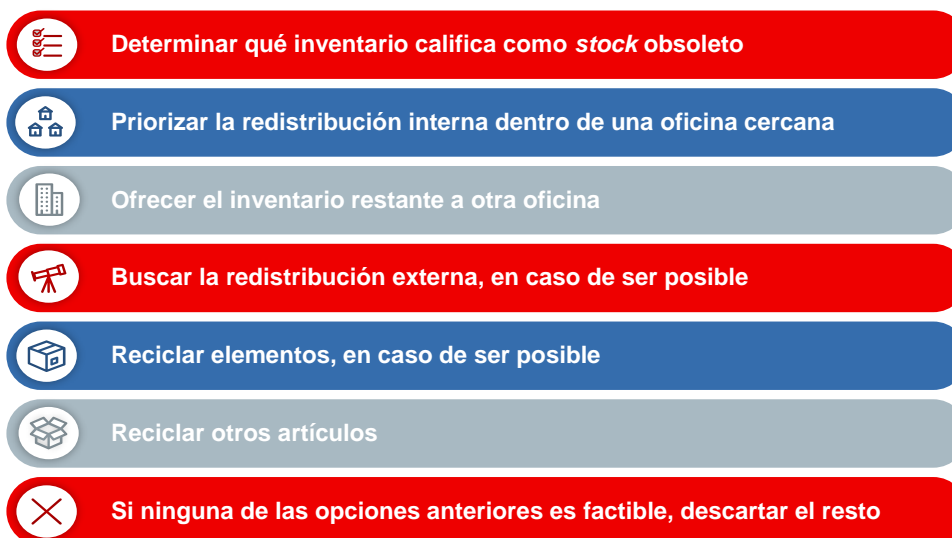 Determinar qué inventario califica como stock obsoleto
Priorizar la redistribución interna dentro de una oficina cercana
Ofrecer el inventario restante a otra oficina
Buscar la redistribución externa, en caso de ser posible
Reciclar elementos, en caso de ser posible
Reciclar otros artículos
Si ninguna de las opciones anteriores es factible, descartar el resto